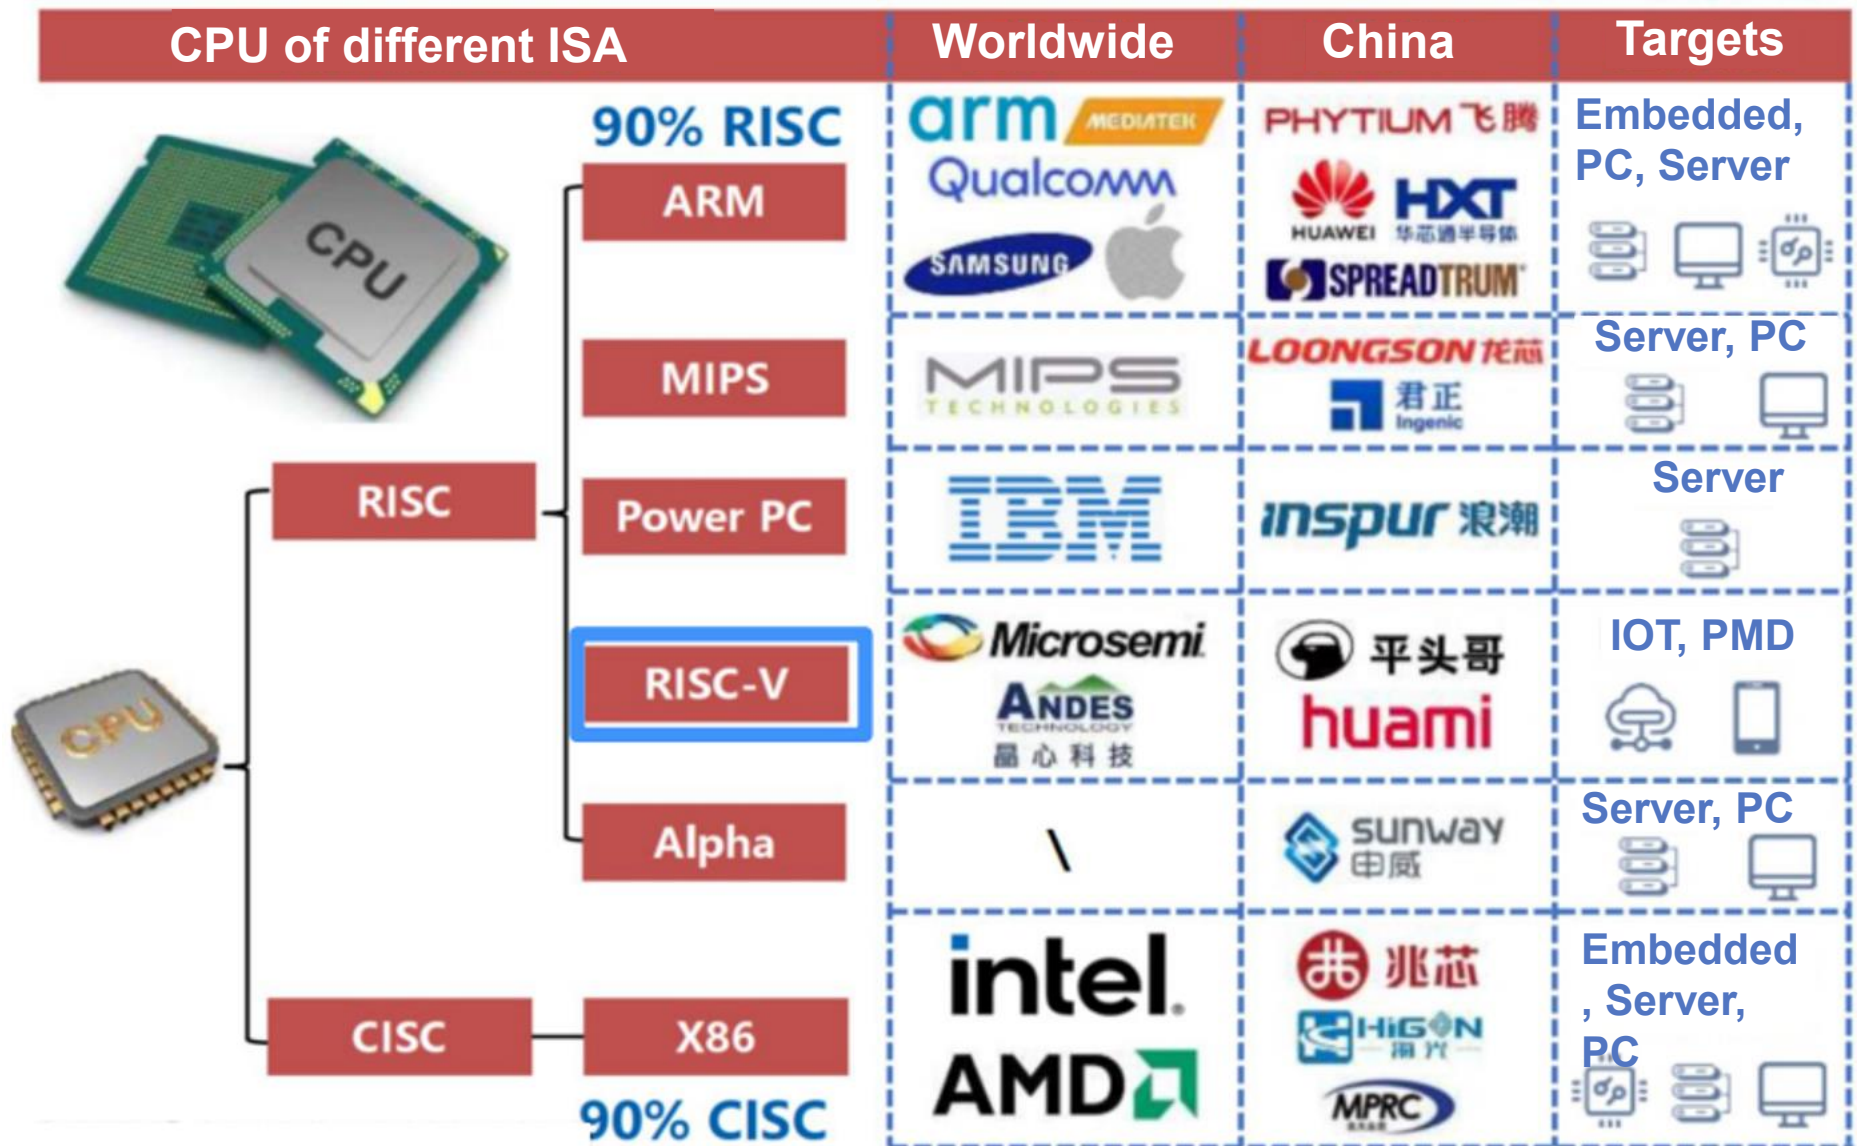 CPU of different ISA
Worldwide
China
Targets
90% RISC
ARM
arm
MEDIATEK
Qualcomm
SAMSUNG
PHYTIUM 飞腾
HUAWEI
HXT
华芯通半导体
SPREADTRUM
Embedded,
PC, Server
CPU
MIPS
MIPS
TECHNOLOGIES
LOONGSON 龙芯
君正
Ingenic
Server, PC
RISC
Power PC
IBM
inspur 浪潮
Server
RISC-V
Microsemi
ANDES
TECHNOLOGY
晶心科技
平头哥
huami
IOT, PMD
CPU
Alpha
\
sunway
申威
Server, PC
CISC
X86
90% CISC
intel
AMD
兆芯
HiGON
海光
MPRC
Embedded
, Server,
PC